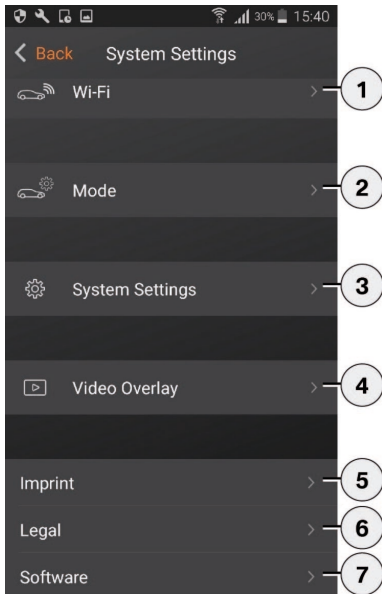 30% 15:40
Back System Settings
Wi-Fi 1
Mode 2
System Settings 3
Video Overlay 4
Imprint 5
Legal 6
Software 7